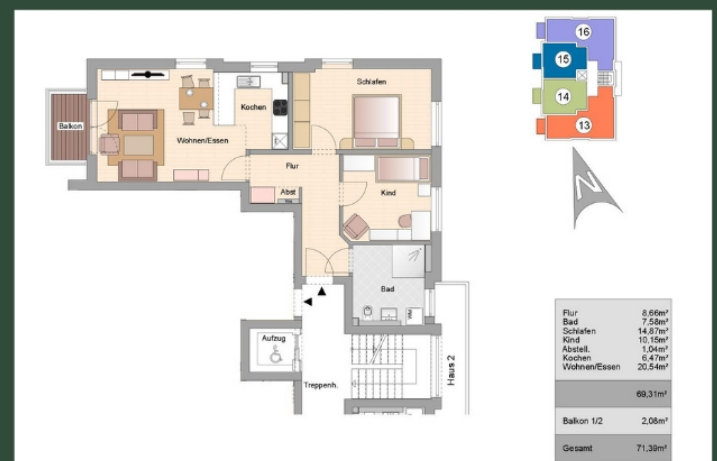 16
15
14
13
N
Schlafen
Kochen
Balkon
Wohnen/Essen
Flur
Abst
Kind
Bad
WM
Aufzug
Treppenh.
Haus 2
Flur 8,66m²
Bad 7,58m²
Schlafen 14,87m²
Kind 10,15m²
Abstell. 1,04m²
Kochen 6,47m²
Wohnen/Essen 20,54m²
69,31m²
Balkon 1/2 2,08m²
Gesamt 71,39m²